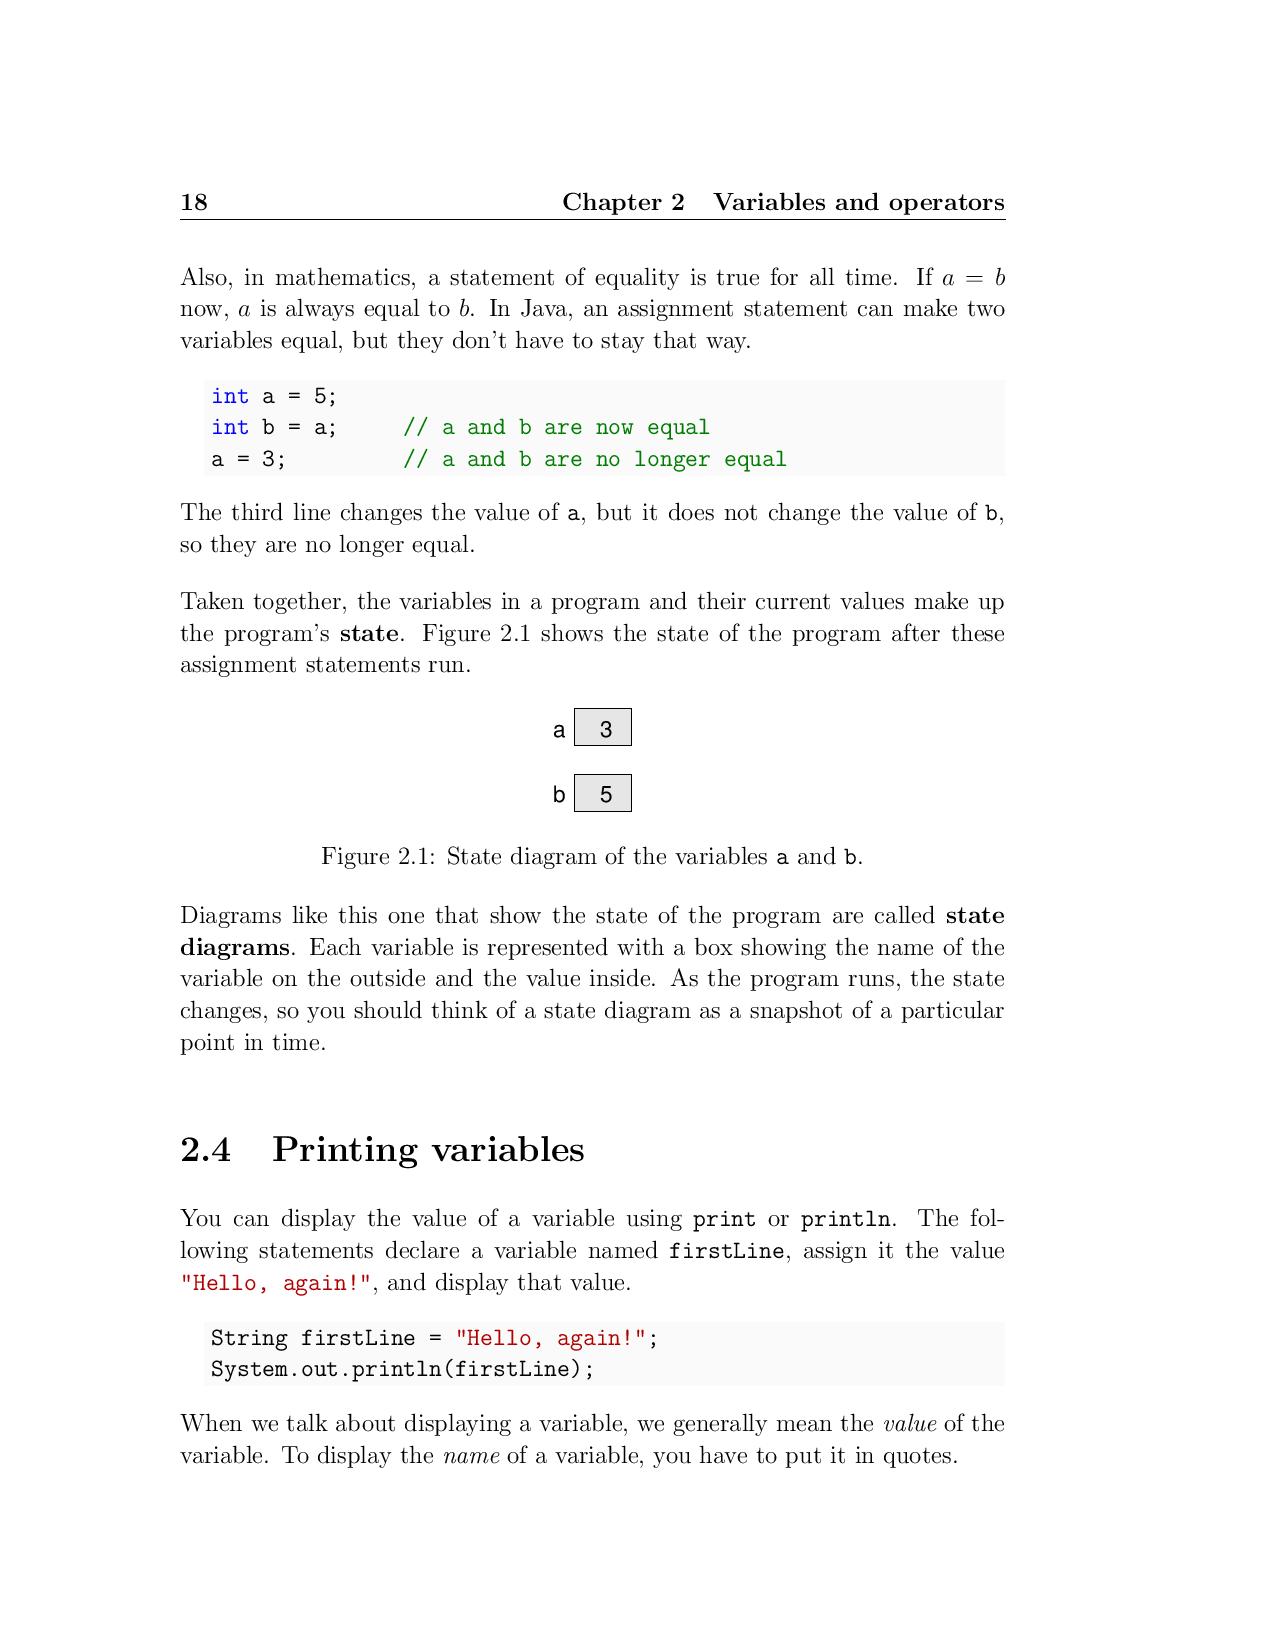 18 Chapter 2 Variables and operators
Also, in mathematics, a statement of equality is true for all time. If a = b
now, a is always equal to b. In Java, an assignment statement can make two
variables equal, but they don't have to stay that way.
int a = 5;
int b = a; // a and b are now equal
a = 3; // a and b are no longer equal
The third line changes the value of a, but it does not change the value of b,
so they are no longer equal.
Taken together, the variables in a program and their current values make up
the program's state. Figure 2.1 shows the state of the program after these
assignment statements run.
a 3
b 5
Figure 2.1: State diagram of the variables a and b.
Diagrams like this one that show the state of the program are called state
diagrams. Each variable is represented with a box showing the name of the
variable on the outside and the value inside. As the program runs, the state
changes, so you should think of a state diagram as a snapshot of a particular
point in time.
2.4 Printing variables
You can display the value of a variable using print or println. The fol-
lowing statements declare a variable named firstLine, assign it the value
"Hello, again!", and display that value.
String firstLine = "Hello, again!";
System.out.println(firstLine);
When we talk about displaying a variable, we generally mean the value of the
variable. To display the name of a variable, you have to put it in quotes.